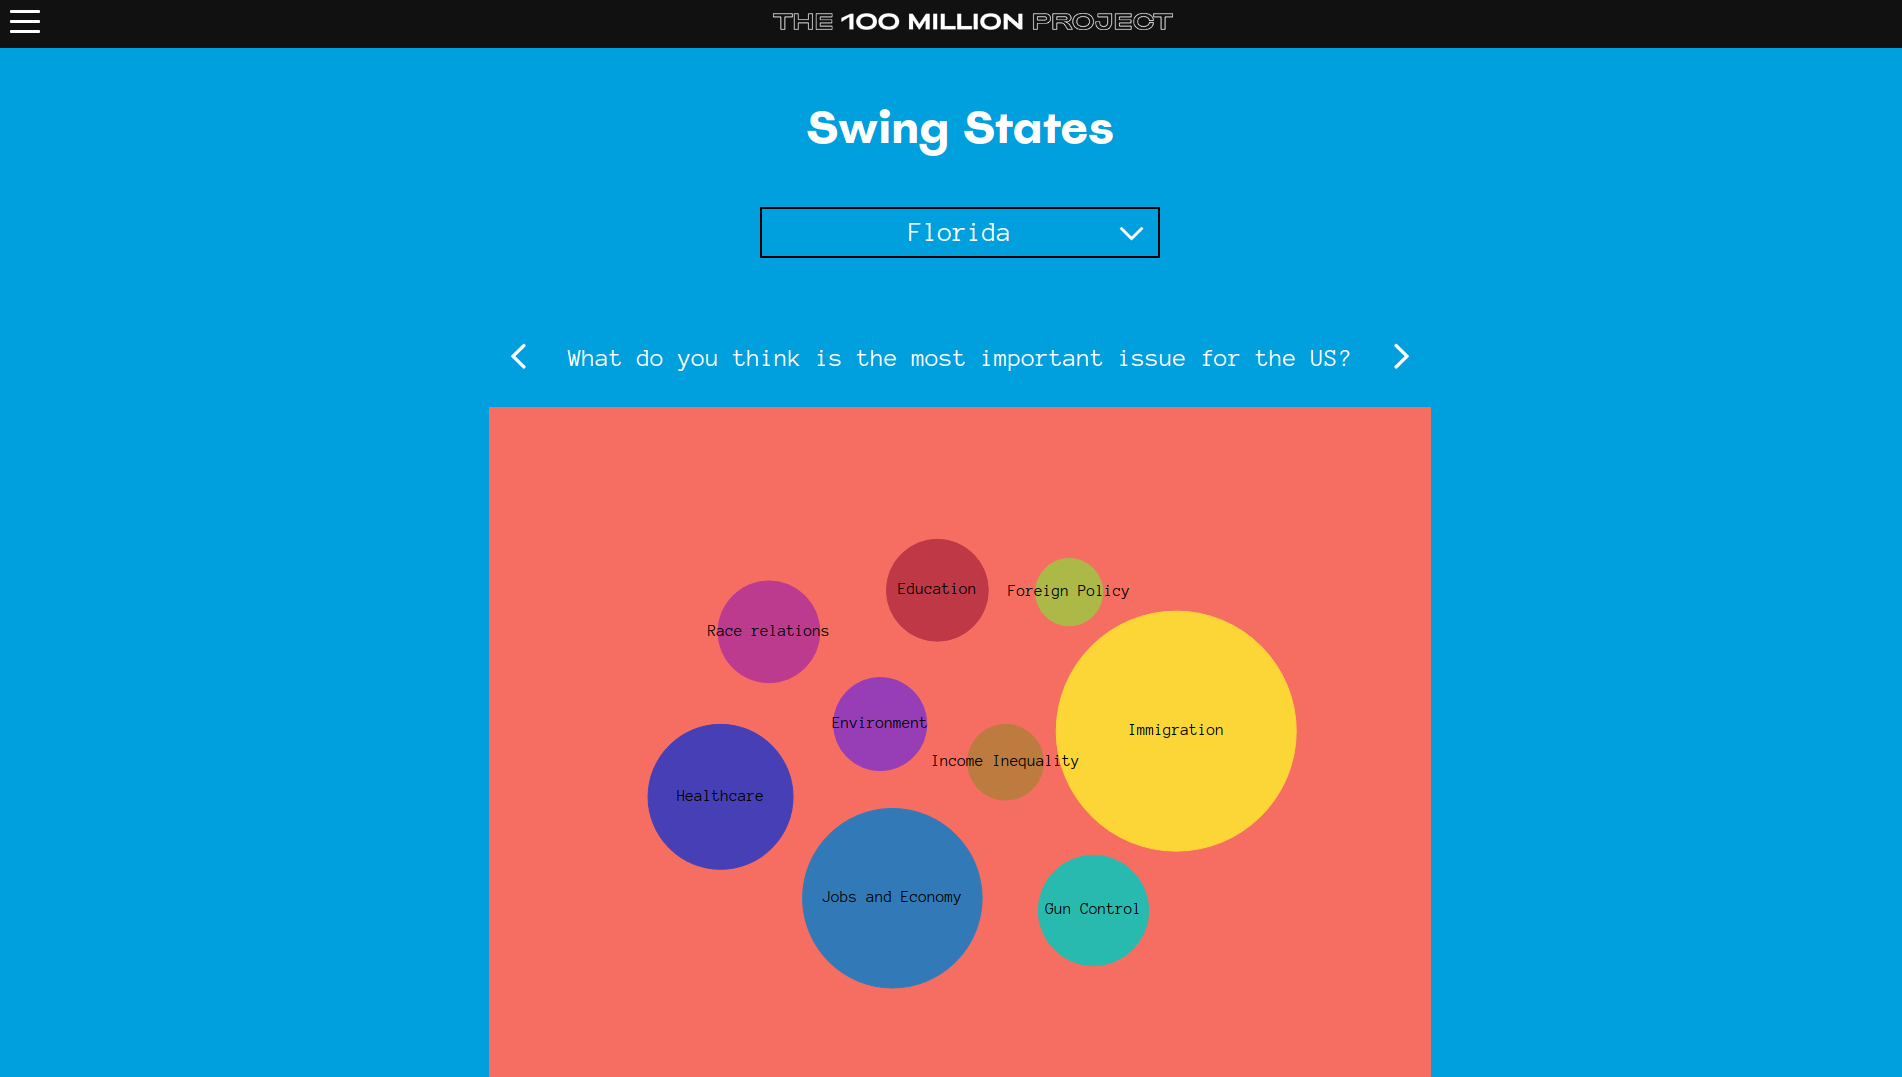 THE 100 MILLION PROJECT
Swing States
Florida
What do you think is the most important issue for the US?
Education
Foreign Policy
Race relations
Environment
Immigration
Income Inequality
Healthcare
Jobs and Economy
Gun Control